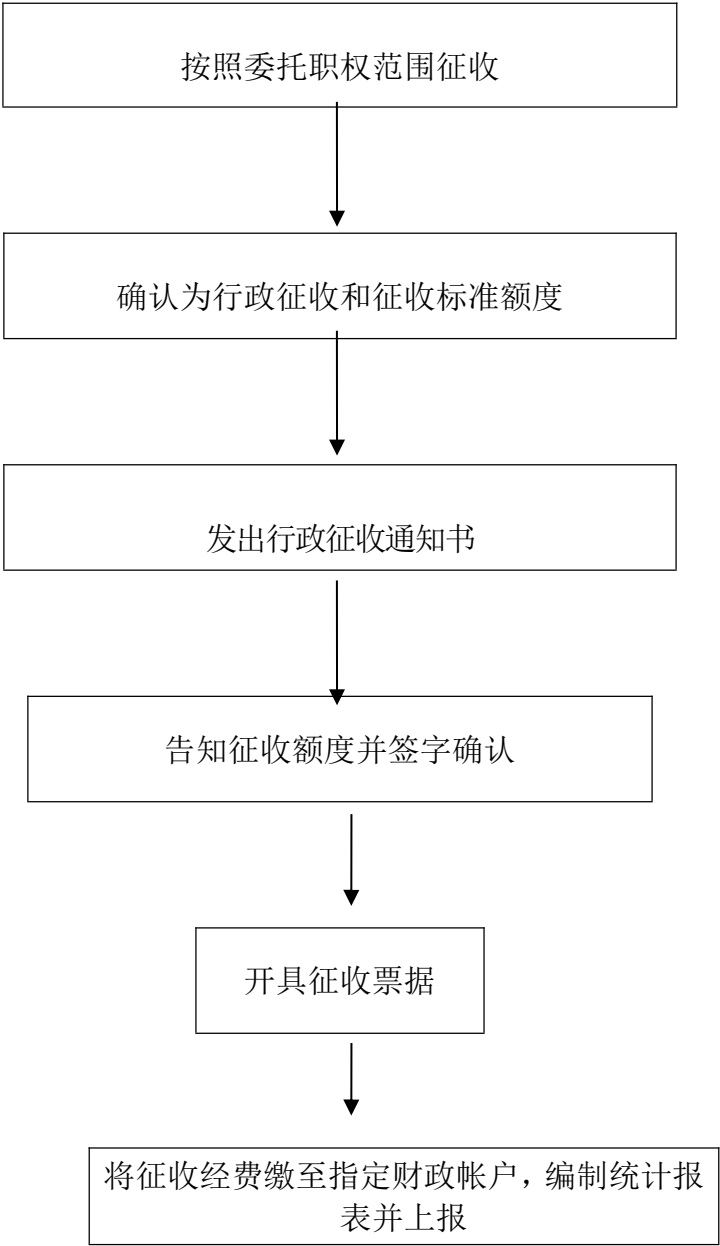 按照委托职权范围征收
确认为行政征收和征收标准额度
发出行政征收通知书
告知征收额度并签字确认
开具征收票据
将征收经费缴至指定财政帐户，编制统计报
表并上报